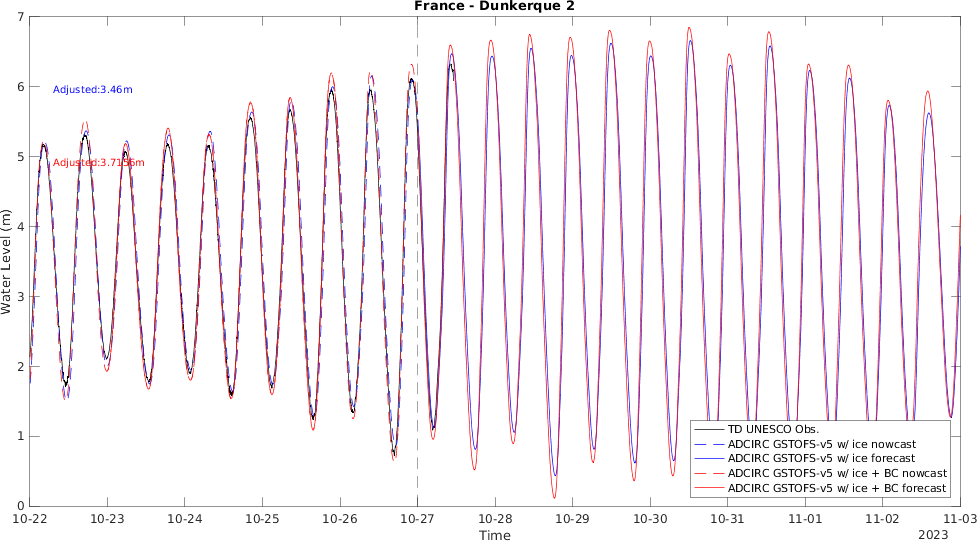 France - Dunkerque 2
Water Level (m)
7
6
5
4
3
2
1
0
Adjusted:3.46m
Adjusted:3.7156m
TD UNESCO Obs.
ADCIRC GSTOFS-v5 w/ ice nowcast
ADCIRC GSTOFS-v5 w/ ice forecast
ADCIRC GSTOFS-v5 w/ ice + BC nowcast
ADCIRC GSTOFS-v5 w/ ice + BC forecast
10-22 10-23 10-24 10-25 10-26 10-27 10-28 10-29 10-30 10-31 11-01 11-02 11-03
Time
2023